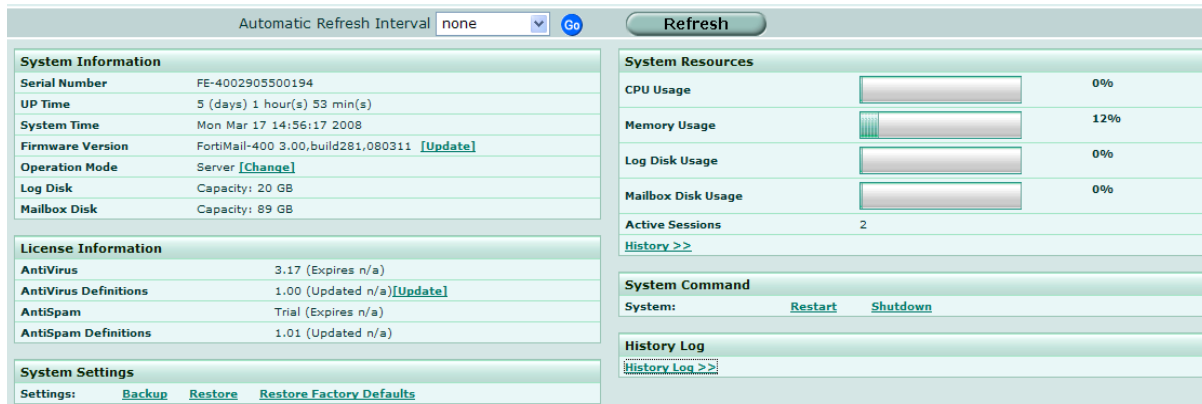 Automatic Refresh Interval none Go Refresh
System Information
Serial Number FE-4002905500194
UP Time 5 (days) 1 hour(s) 53 min(s)
System Time Mon Mar 17 14:56:17 2008
Firmware Version FortiMail-400 3.00,build281,080311 [Update]
Operation Mode Server [Change]
Log Disk Capacity: 20 GB
Mailbox Disk Capacity: 89 GB
License Information
AntiVirus 3.17 (Expires n/a)
AntiVirus Definitions 1.00 (Updated n/a)[Update]
AntiSpam Trial (Expires n/a)
AntiSpam Definitions 1.01 (Updated n/a)
System Settings
Settings: Backup Restore Restore Factory Defaults
System Resources
CPU Usage 0%
Memory Usage 12%
Log Disk Usage 0%
Mailbox Disk Usage 0%
Active Sessions 2
History >>
System Command
System: Restart Shutdown
History Log
History Log >>